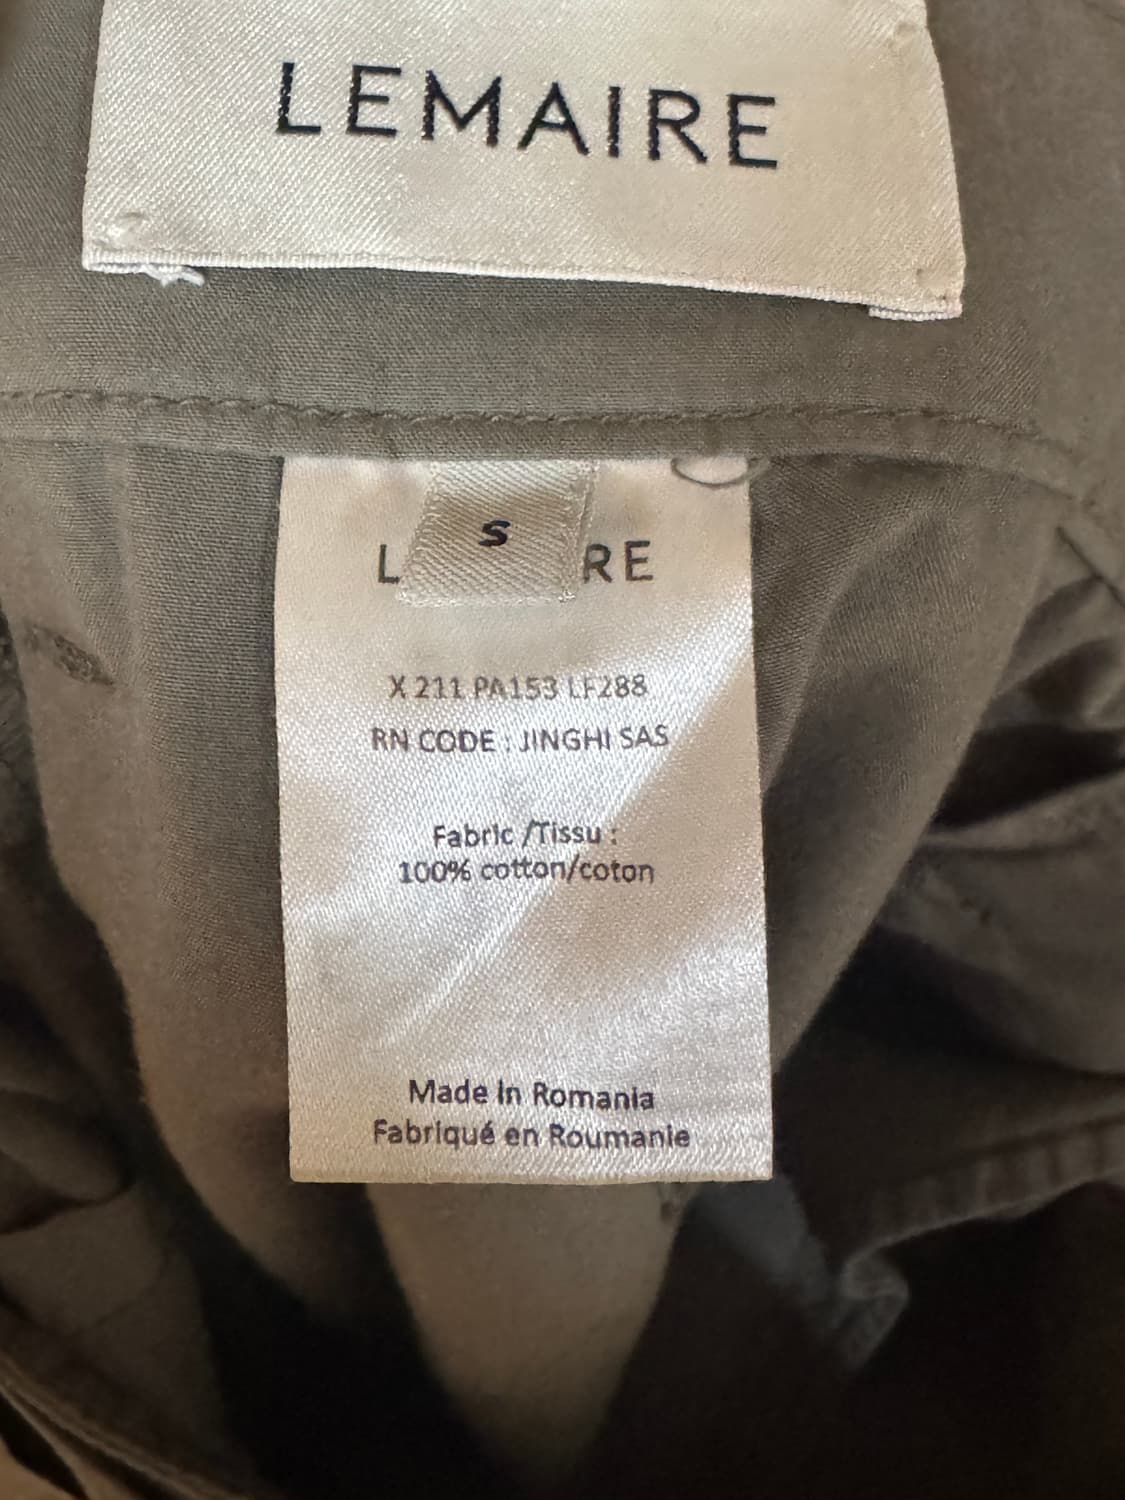 LEMAIRE
S
L RE
X 211 PA153 LF288
RN CODE : JINGHI SAS
Fabric /Tissu :
100% cotton/coton
Made in Romania
Fabriqué en Roumanie